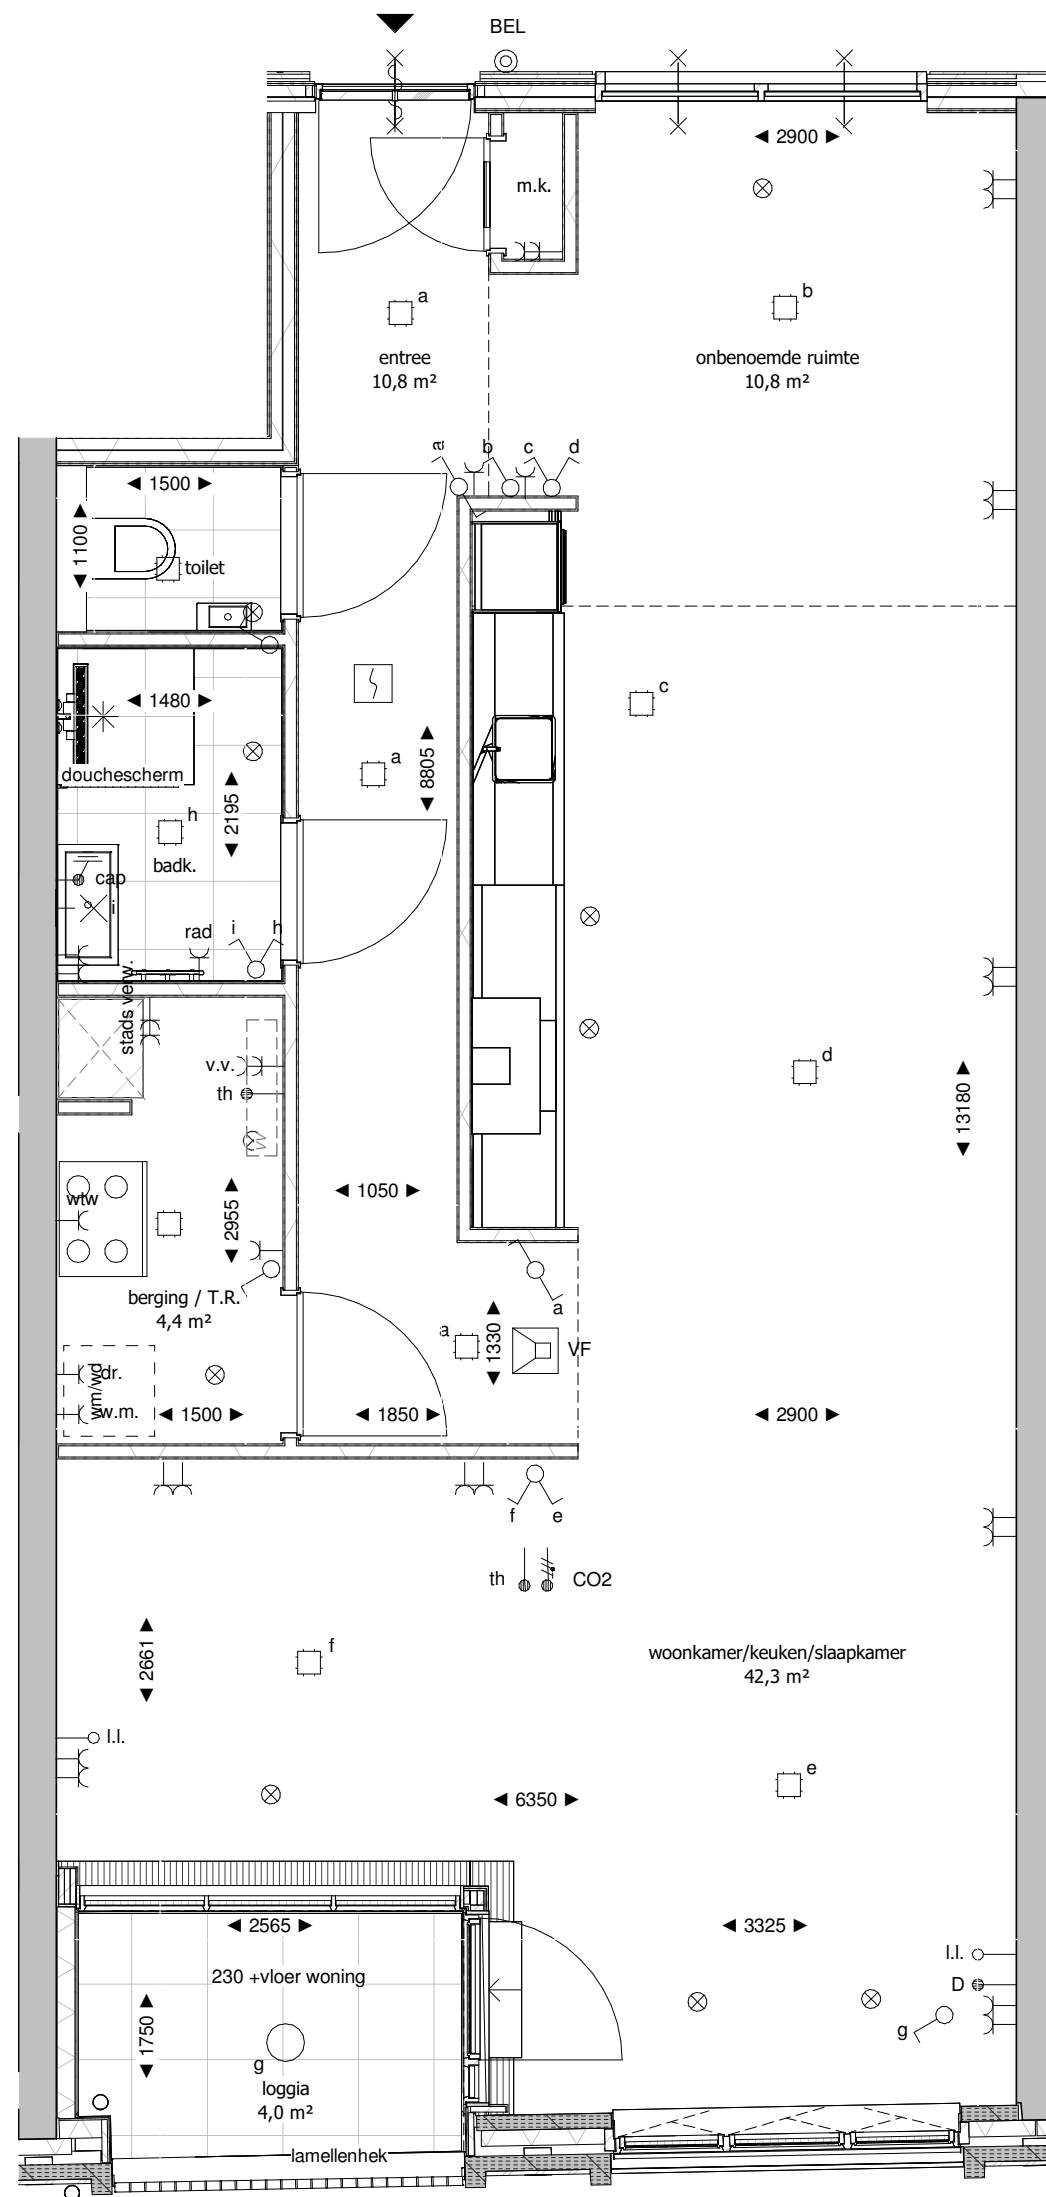 BEL
2900
m.k.
a
b
entree
10,8 m²
onbenoemde ruimte
10,8 m²
a
b
c
d
1500
1100
toilet
1480
c
a
8805
douchescherm
2195
h
badk.
cap
i
rad
i
h
stads verw.
v.v.
th
W
d
13180
wtw
2955
1050
berging / T.R.
4,4 m²
a
a
1330
VF
dr.
wm/wd
w.m.
1500
1850
2900
f
e
th
CO2
2661
f
woonkamer/keuken/slaapkamer
42,3 m²
l.l.
e
6350
2565
3325
l.l.
230 +vloer woning
D
1750
g
g
loggia
4,0 m²
lamellenhek